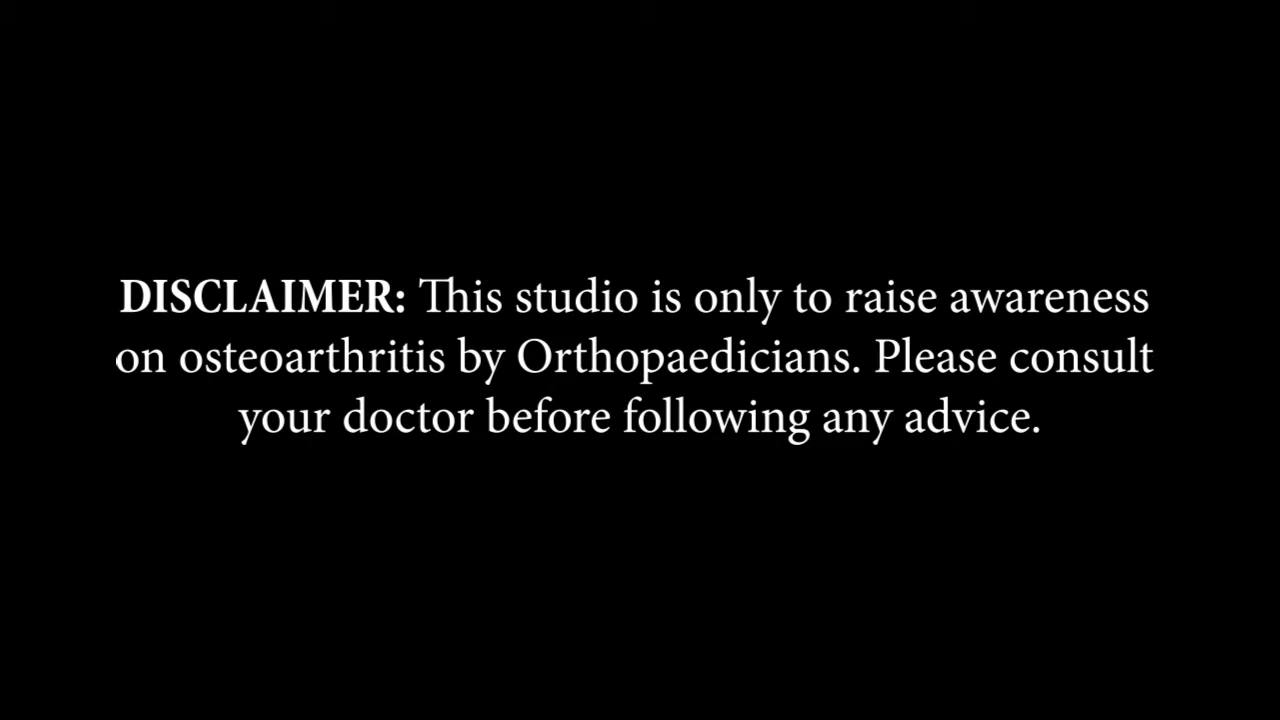 DISCLAIMER: This studio is only to raise awareness
on osteoarthritis by Orthopaedicians. Please consult
your doctor before following any advice.